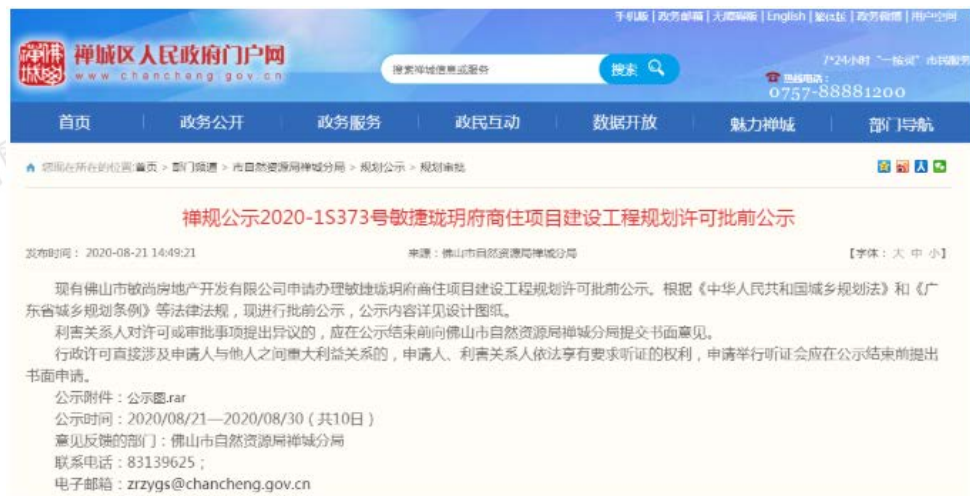 手机版 | 政务邮箱 | 无障碍版 | English | 繁体版 | 政务微博 | 用户空间
禅城区人民政府门户网
www.chancheng.gov.cn
搜索禅城信息或服务
搜索
7*24小时“一按灵”市民服务
热线电话：
0757-88881200
首页 政务公开 政务服务 政民互动 数据开放 魅力禅城 部门导航
您现在所在的位置:首页 > 部门频道 > 市自然资源局禅城分局 > 规划公示 > 规划审批
禅规公示2020-1S373号敏捷珑玥府商住项目建设工程规划许可批前公示
发布时间： 2020-08-21 14:49:21 来源：佛山市自然资源局禅城分局 【字体：大 中 小】
现有佛山市敏尚房地产开发有限公司申请办理敏捷珑玥府商住项目建设工程规划许可批前公示。根据《中华人民共和国城乡规划法》和《广
东省城乡规划条例》等法律法规，现进行批前公示，公示内容详见设计图纸。
利害关系人对许可或审批事项提出异议的，应在公示结束前向佛山市自然资源局禅城分局提交书面意见。
行政许可直接涉及申请人与他人之间重大利益关系的，申请人、利害关系人依法享有要求听证的权利，申请举行听证会应在公示结束前提出
书面申请。
公示附件：公示图.rar
公示时间：2020/08/21—2020/08/30（共10日）
意见反馈的部门：佛山市自然资源局禅城分局
联系电话：83139625；
电子邮箱：zrzygs@chancheng.gov.cn